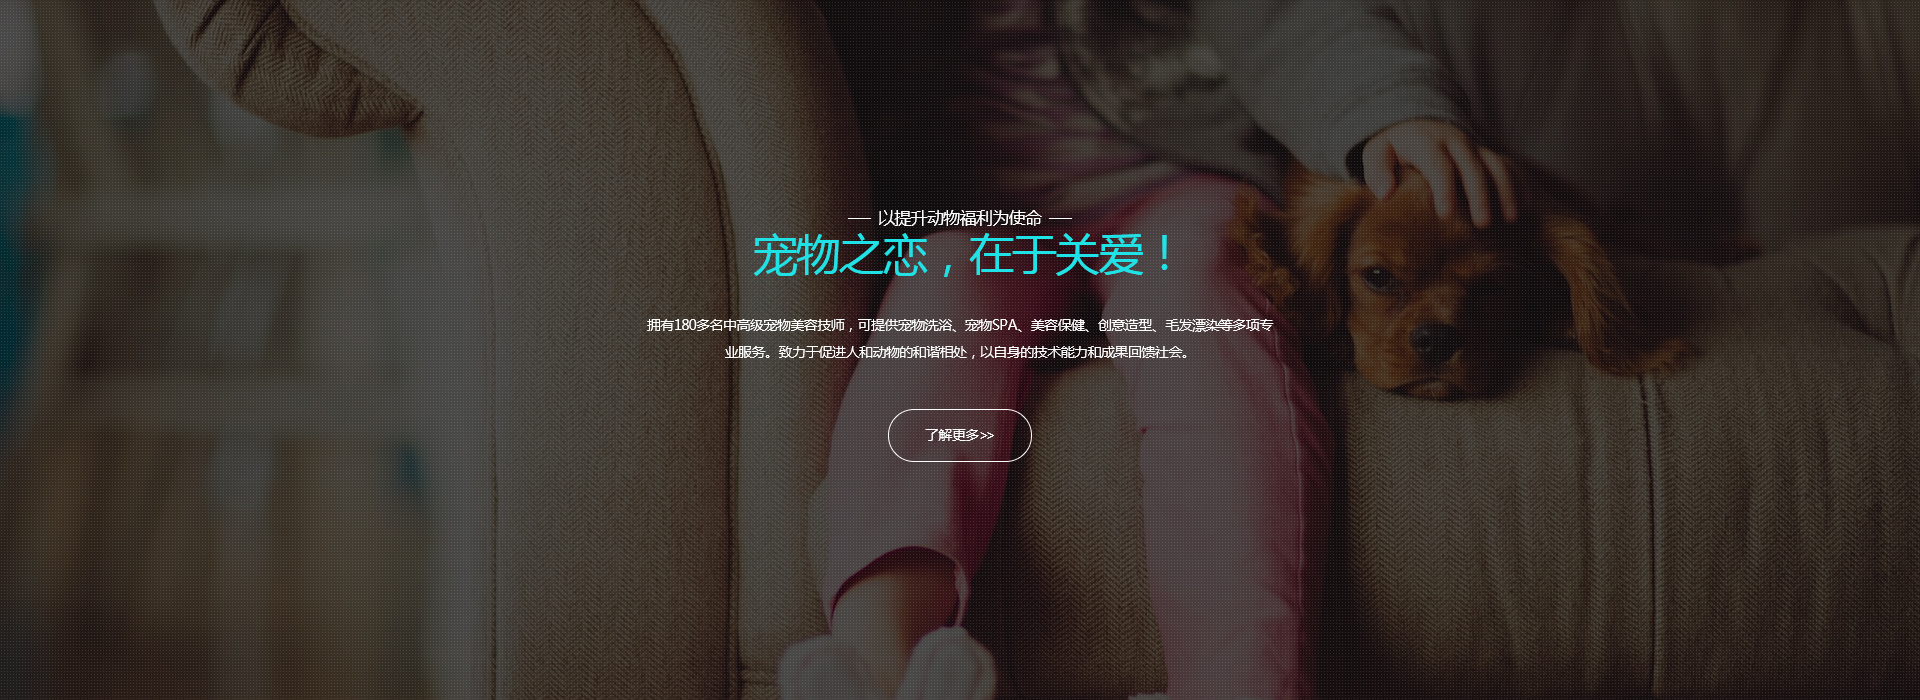 — 以提升动物福利为使命 —
宠物之恋，在于关爱！
拥有180多名中高级宠物美容技师，可提供宠物洗浴、宠物SPA、美容保健、创意造型、毛发漂染等多项专
业服务。致力于促进人和动物的和谐相处，以自身的技术能力和成果回馈社会。
了解更多>>